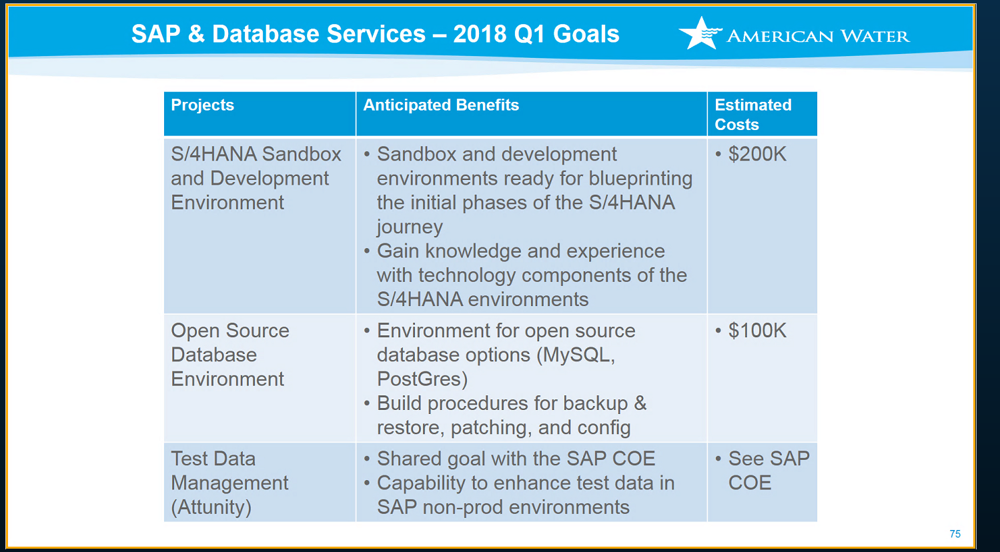 SAP & Database Services – 2018 Q1 Goals
AMERICAN WATER
Projects
Anticipated Benefits
Estimated
Costs
S/4HANA Sandbox
and Development
Environment
• Sandbox and development
environments ready for blueprinting
the initial phases of the S/4HANA
journey
• Gain knowledge and experience
with technology components of the
S/4HANA environments
• $200K
Open Source
Database
Environment
• Environment for open source
database options (MySQL,
PostGres)
• Build procedures for backup &
restore, patching, and config
• $100K
Test Data
Management
(Attunity)
• Shared goal with the SAP COE
• Capability to enhance test data in
SAP non-prod environments
• See SAP
COE
75